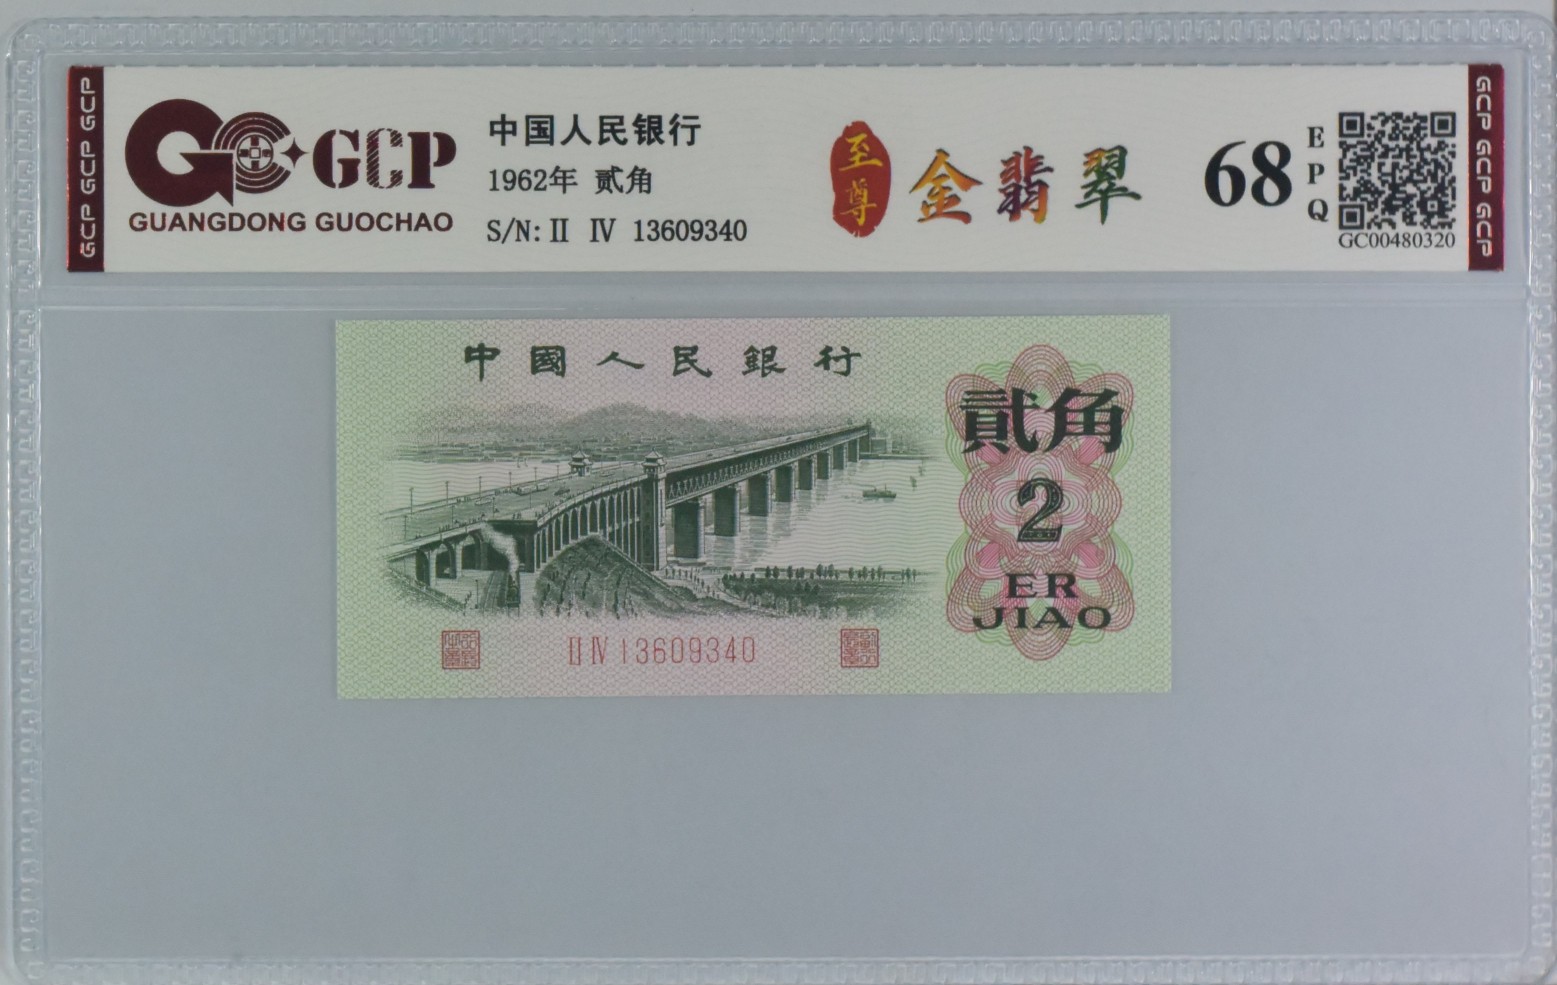 GCP GCP GCP
GCP
GUANGDONG GUOCHAO
中国人民银行
1962年 贰角
S/N: II IV 13609340
至尊
金翡翠
68
EPQ
GC00480320
GCP GCP GCP
中國人民銀行
貳角
2
ER
JIAO
II IV 13609340